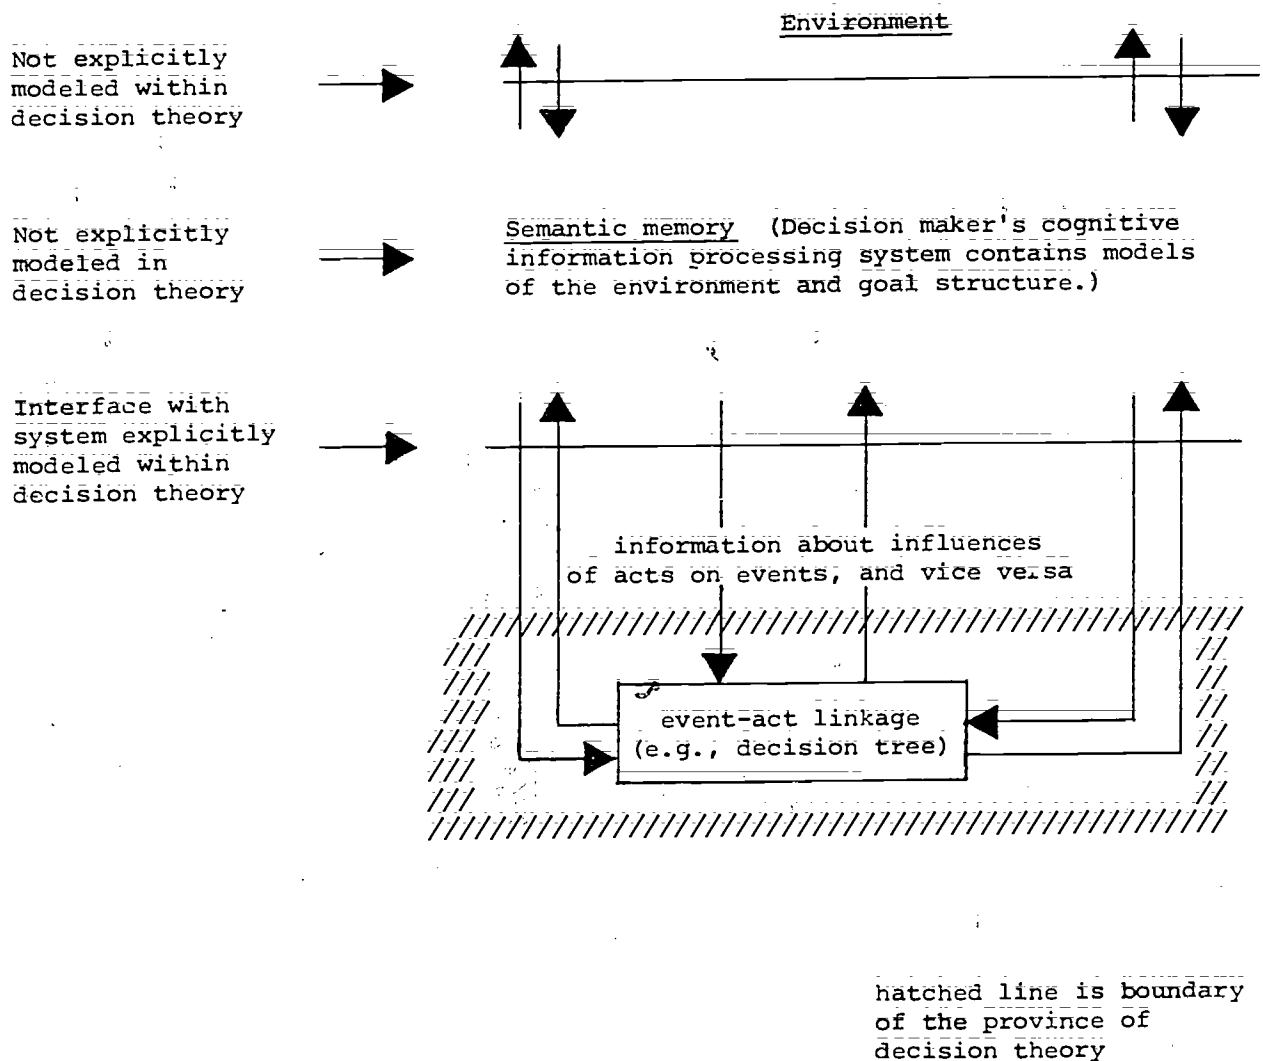 Environment
Not explicitly
modeled within
decision theory
Not explicitly
modeled in
decision theory
Semantic memory (Decision maker's cognitive
information processing system contains models
of the environment and goal structure.)
Interface with
system explicitly
modeled within
decision theory
information about influences
of acts on events, and vice versa
event-act linkage
(e.g., decision tree)
hatched line is boundary
of the province of
decision theory